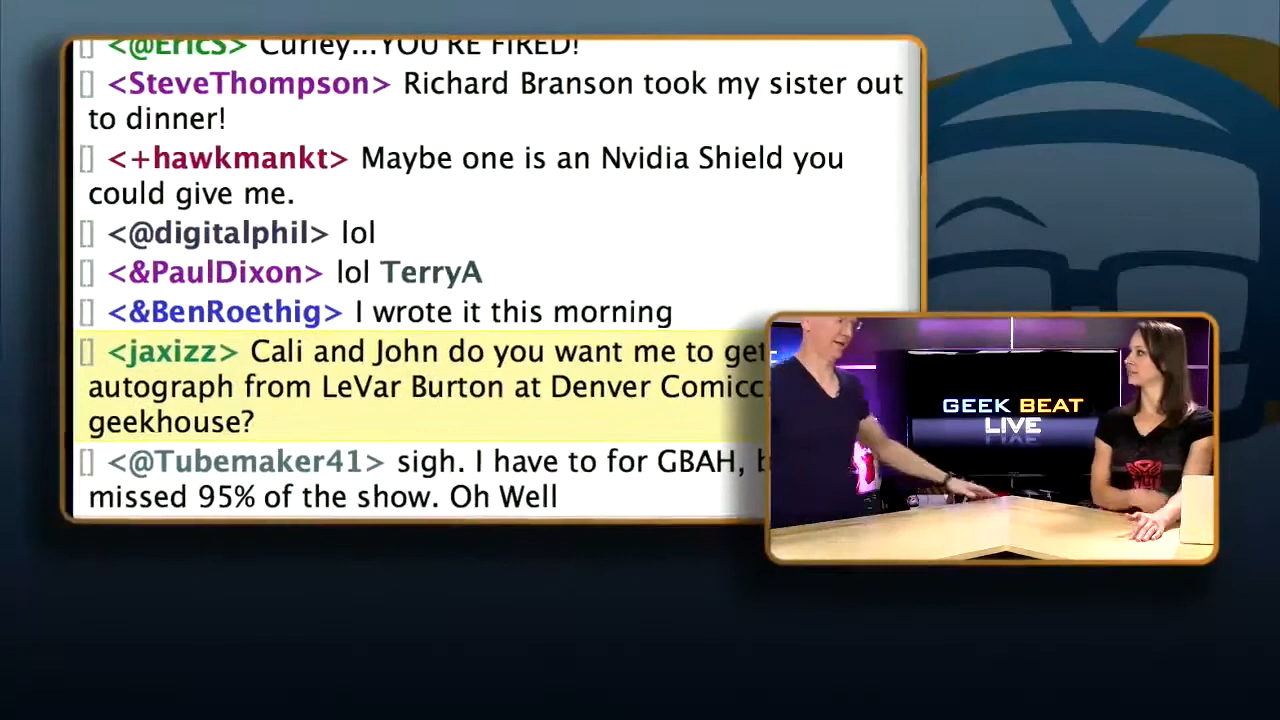 <@EricS> Curley...YOU'RE FIRED!
<SteveThompson> Richard Branson took my sister out
to dinner!
<+hawkmankt> Maybe one is an Nvidia Shield you
could give me.
<@digitalphil> lol
<&PaulDixon> lol TerryA
<&BenRoethig> I wrote it this morning
<jaxizz> Cali and John do you want me to get
autograph from LeVar Burton at Denver Comicc
geekhouse?
<@Tubemaker41> sigh. I have to for GBAH, b
missed 95% of the show. Oh Well
GEEK BEAT
LIVE